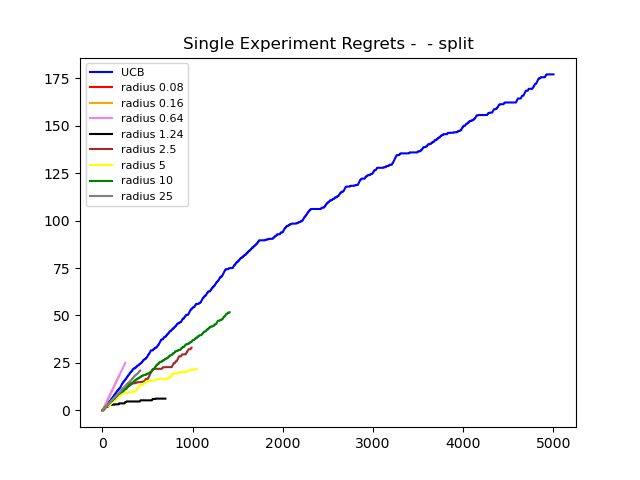 Single Experiment Regrets -  - split
175
150
125
100
75
50
25
0
UCB
radius 0.08
radius 0.16
radius 0.64
radius 1.24
radius 2.5
radius 5
radius 10
radius 25
0 1000 2000 3000 4000 5000